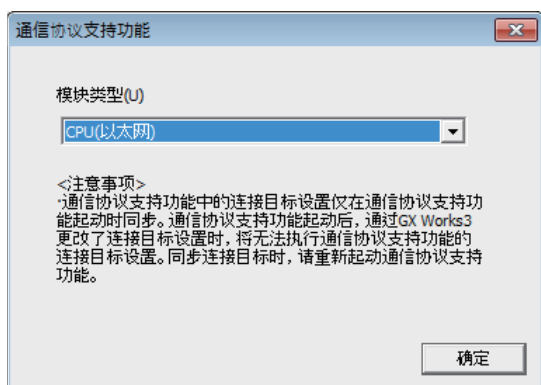 通信协议支持功能
模块类型(U)
CPU(以太网)
<注意事项>
·通信协议支持功能中的连接目标设置仅在通信协议支持功
能起动时同步。通信协议支持功能起动后，通过GX Works3
更改了连接目标设置时，将无法执行通信协议支持功能的
连接目标设置。同步连接目标时，请重新起动通信协议支持
功能。
确定